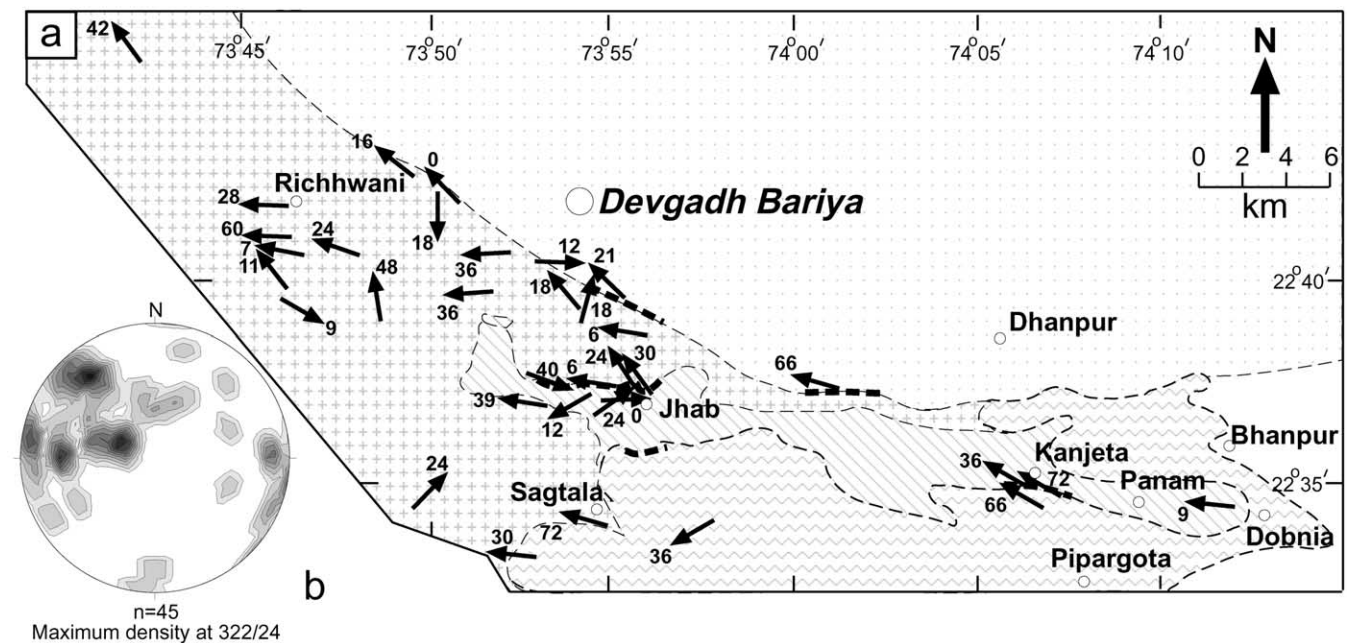 a
42
73°45'
73°50'
73°55'
74°00'
74°05'
74°10'
N
0 2 4 6
km
16
0
Richhwani
28
Devgadh Bariya
60
24
18
7
12
21
11
48
36
18
22°40'
36
18
9
6
Dhanpur
N
24
30
40
6
66
39
Jhab
12
24
0
Bhanpur
Kanjeta
36
72
24
Panam
22°35'
Sagtala
66
9
72
Dobnia
30
36
Pipargota
b
n=45
Maximum density at 322/24